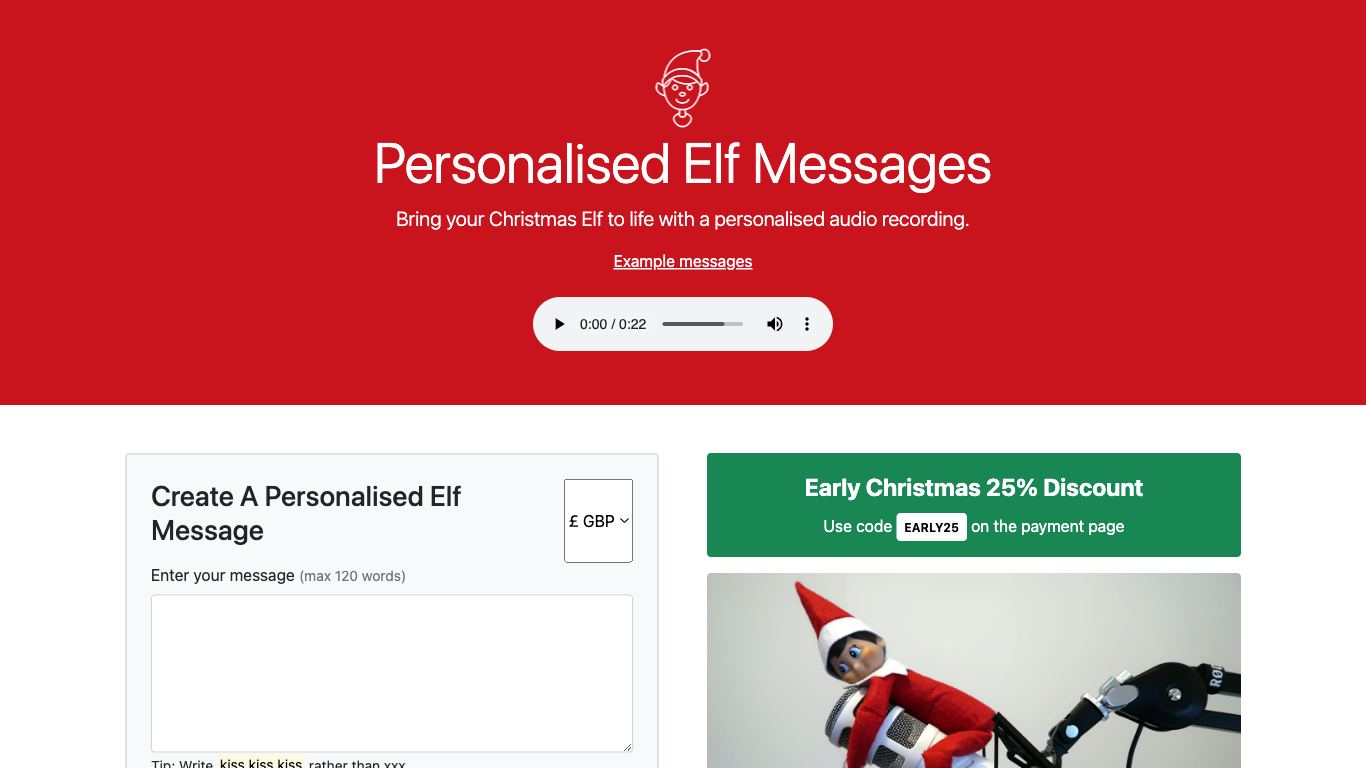 Personalised Elf Messages
Bring your Christmas Elf to life with a personalised audio recording.
Example messages
0:00 / 0:22
Create A Personalised Elf
Message
£ GBP
Enter your message (max 120 words)
Tip: Write kiss kiss kiss rather than xxx
Early Christmas 25% Discount
Use code EARLY25 on the payment page